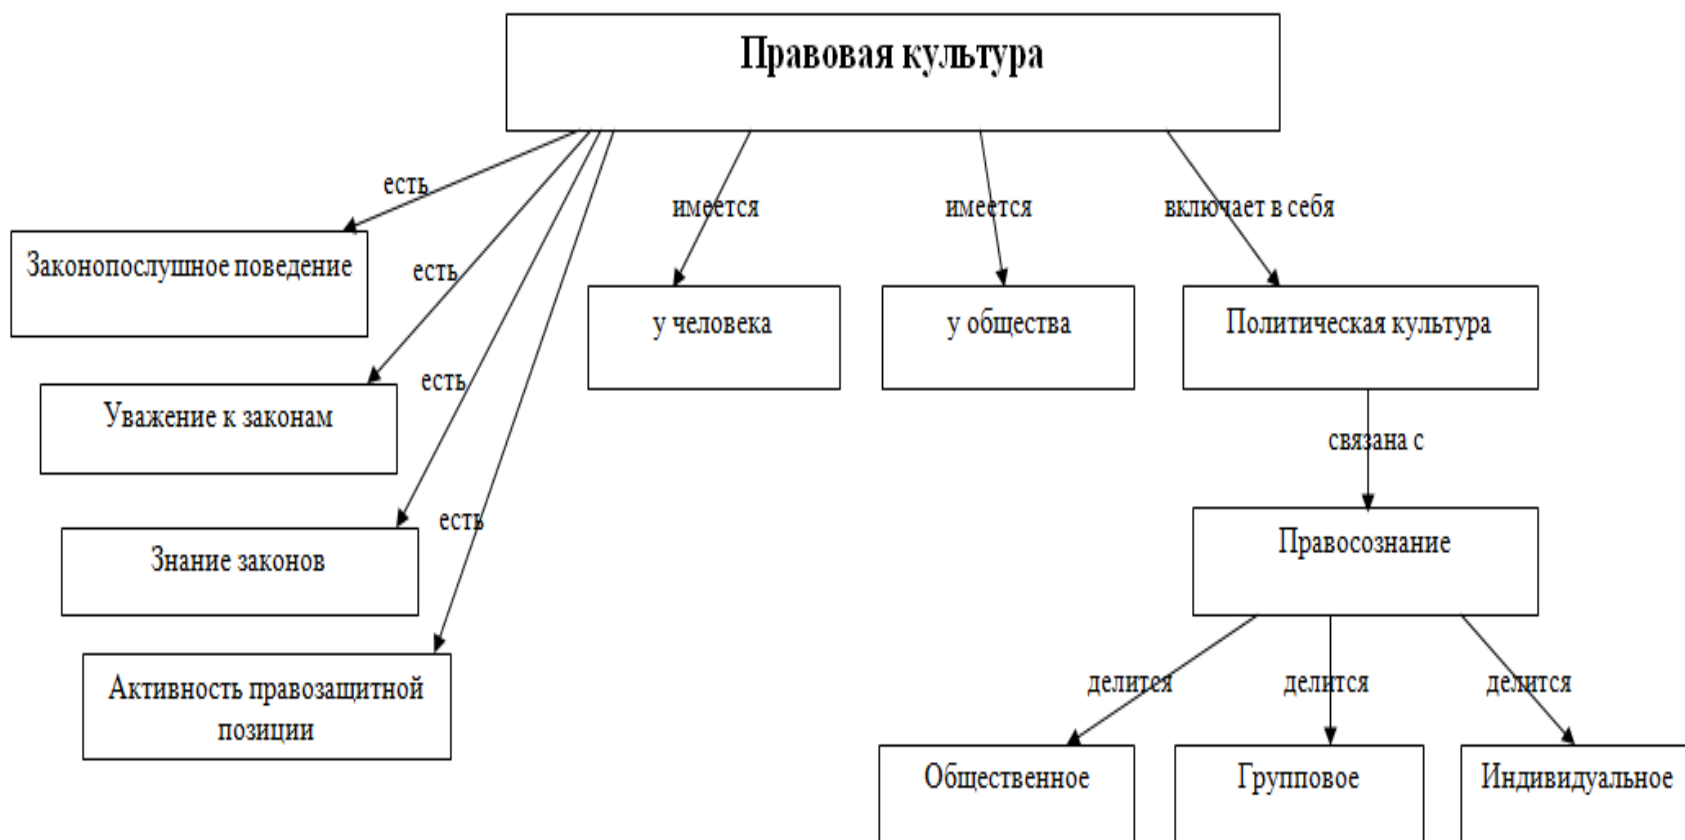 Правовая культура
есть
имеется
имеется
включает в себя
Законопослушное поведение
есть
у человека
у общества
Политическая культура
есть
Уважение к законам
связана с
есть
Знание законов
Правосознание
Активность правозащитной
позиции
делится
делится
делится
Общественное
Групповое
Индивидуальное